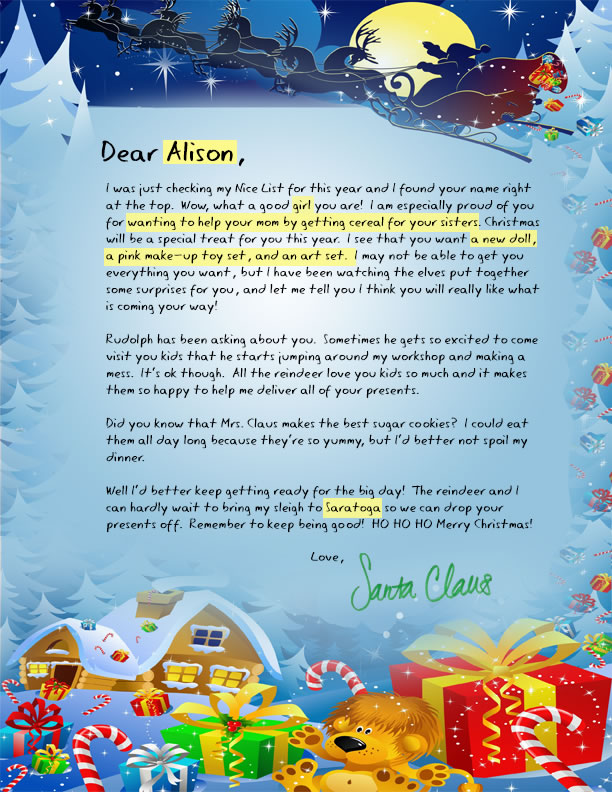 Dear Alison,
I was just checking my Nice List for this year and I found your name right
at the top. Wow, what a good girl you are! I am especially proud of you
for wanting to help your mom by getting cereal for your sisters. Christmas
will be a special treat for you this year. I see that you want a new doll,
a pink make-up toy set, and an art set. I may not be able to get you
everything you want, but I have been watching the elves put together
some surprises for you, and let me tell you I think you will really like what
is coming your way!
Rudolph has been asking about you. Sometimes he gets so excited to come
visit you kids that he starts jumping around my workshop and making a
mess. It's ok though. All the reindeer love you kids so much and it makes
them so happy to help me deliver all of your presents.
Did you know that Mrs. Claus makes the best sugar cookies? I could eat
them all day long because they're so yummy, but I'd better not spoil my
dinner.
Well I'd better keep getting ready for the big day! The reindeer and I
can hardly wait to bring my sleigh to Saratoga so we can drop your
presents off. Remember to keep being good! HO HO HO Merry Christmas!
Love,
Santa Claus